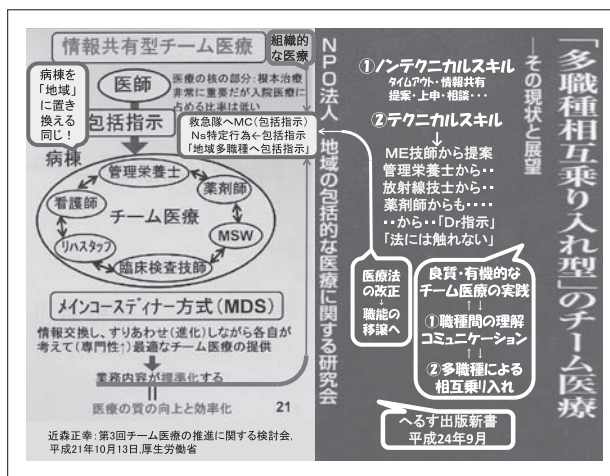 情報共有型チーム医療
組織的
な医療
病棟を
「地域」
に置き
換える
同じ!
医師
医療の核の部分:根本治療
非常に重要だが入院医療に
占める比率は低い
包括指示
救急隊へMC(包括指示)
Ns特定行為←包括指示
「地域多職種へ包括指示」
病棟
管理栄養士
看護師
薬剤師
チーム医療
リハスタッフ
MSW
臨床検査技師
メインコースディナー方式(MDS)
情報交換し、すりあわせ(進化)しながら各自が
考えて(専門性↑)最適なチーム医療の提供
業務内容が標準化する
医療の質の向上と効率化
21
近森正幸:第3回チーム医療の推進に関する検討会,
平成21年10月13日,厚生労働省
「多職種相互乗り入れ型」のチーム医療
―その現状と展望
NPO法人 地域の包括的な医療に関する研究会
①ノンテクニカルスキル
タイムアウト・情報共有
提案・上申・相談・・・
②テクニカルスキル
↓
ME技師から提案
管理栄養士から・・
放射線技士から・・
薬剤師からも・・・・
・・から・・「Dr指示」
「法には触れない」
医療法
の改正
↓
職能の
移譲へ
良質・有機的な
チーム医療の実践
↑↓
①職種間の理解
コミュニケーション
↑↓
②多職種による
相互乗り入れ
へるす出版新書
平成24年9月